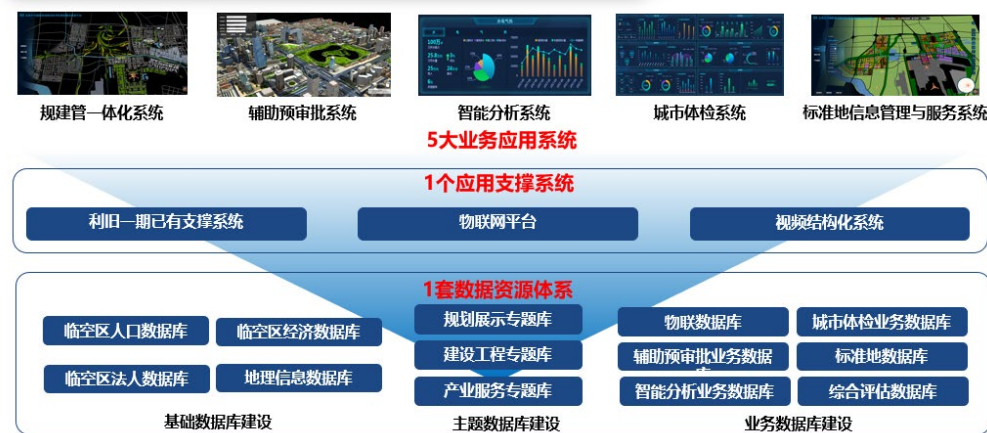 规建管一体化系统
辅助预审批系统
智能分析系统
城市体检系统
标准地信息管理与服务系统
5大业务应用系统
1个应用支撑系统
利旧一期已有支撑系统
物联网平台
视频结构化系统
1套数据资源体系
临空区人口数据库
临空区经济数据库
临空区法人数据库
地理信息数据库
基础数据库建设
规划展示专题库
建设工程专题库
产业服务专题库
主题数据库建设
物联数据库
城市体检业务数据库
辅助预审批业务数据
库
标准地数据库
智能分析业务数据库
综合评估数据库
业务数据库建设